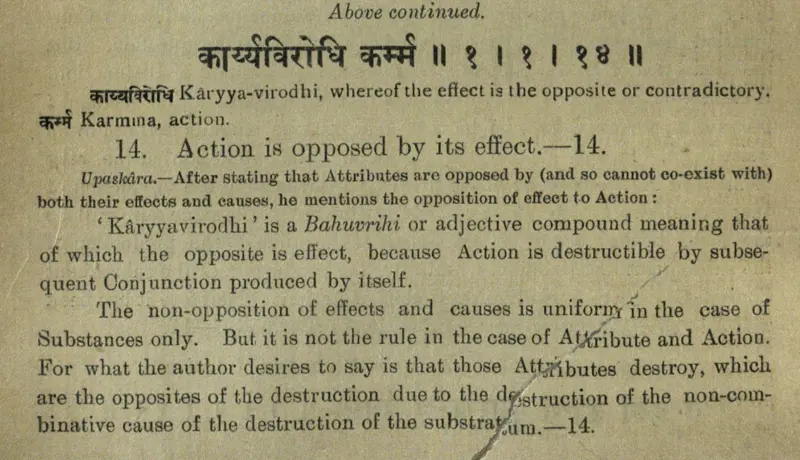 Above continued.
कार्य्यविरोधि कर्म्म ॥ १ । १ । १४ ॥
कार्य्यविरोधि Kâryya-virodhi, whereof the effect is the opposite or contradictory.
कर्म्म Karmma, action.
14. Action is opposed by its effect.—14.
Upaskâra.—After stating that Attributes are opposed by (and so cannot co-exist with)
both their effects and causes, he mentions the opposition of effect to Action :
‘ Kâryyavirodhi ’ is a Bahuvrihi or adjective compound meaning that
of which the opposite is effect, because Action is destructible by subse-
quent Conjunction produced by itself.
The non-opposition of effects and causes is uniform in the case of
Substances only. But it is not the rule in the case of Attribute and Action.
For what the author desires to say is that those Attributes destroy, which
are the opposites of the destruction due to the destruction of the non-com-
binative cause of the destruction of the substratum.—14.